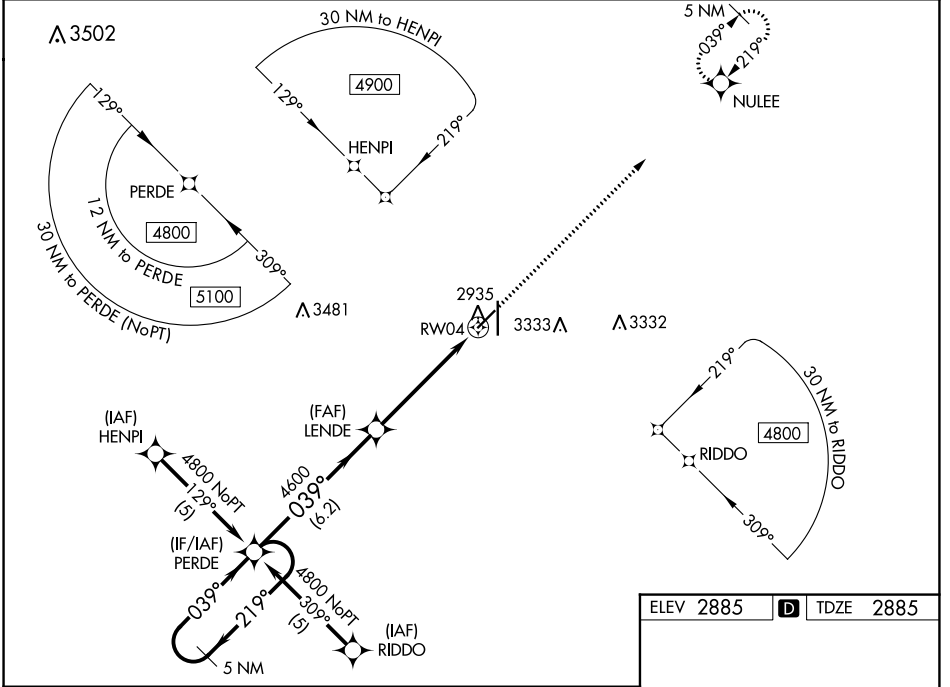 3502
30 NM to HENPI
4900
129°
219°
HENPI
5 NM
039°
219°
NULEE
129°
PERDE
4800
12 NM to PERDE
309°
5100
30 NM to PERDE (NoPT)
3481
2935
RW04
3333
3332
219°
30 NM to RIDDO
4800
RIDDO
309°
(FAF)
LENDE
(IAF)
HENPI
4800 NoPT
129°
(5)
4600
039°
(6.2)
(IF/IAF)
PERDE
039°
219°
4800 NoPT
309°
(5)
(IAF)
RIDDO
5 NM
ELEV 2885 D TDZE 2885